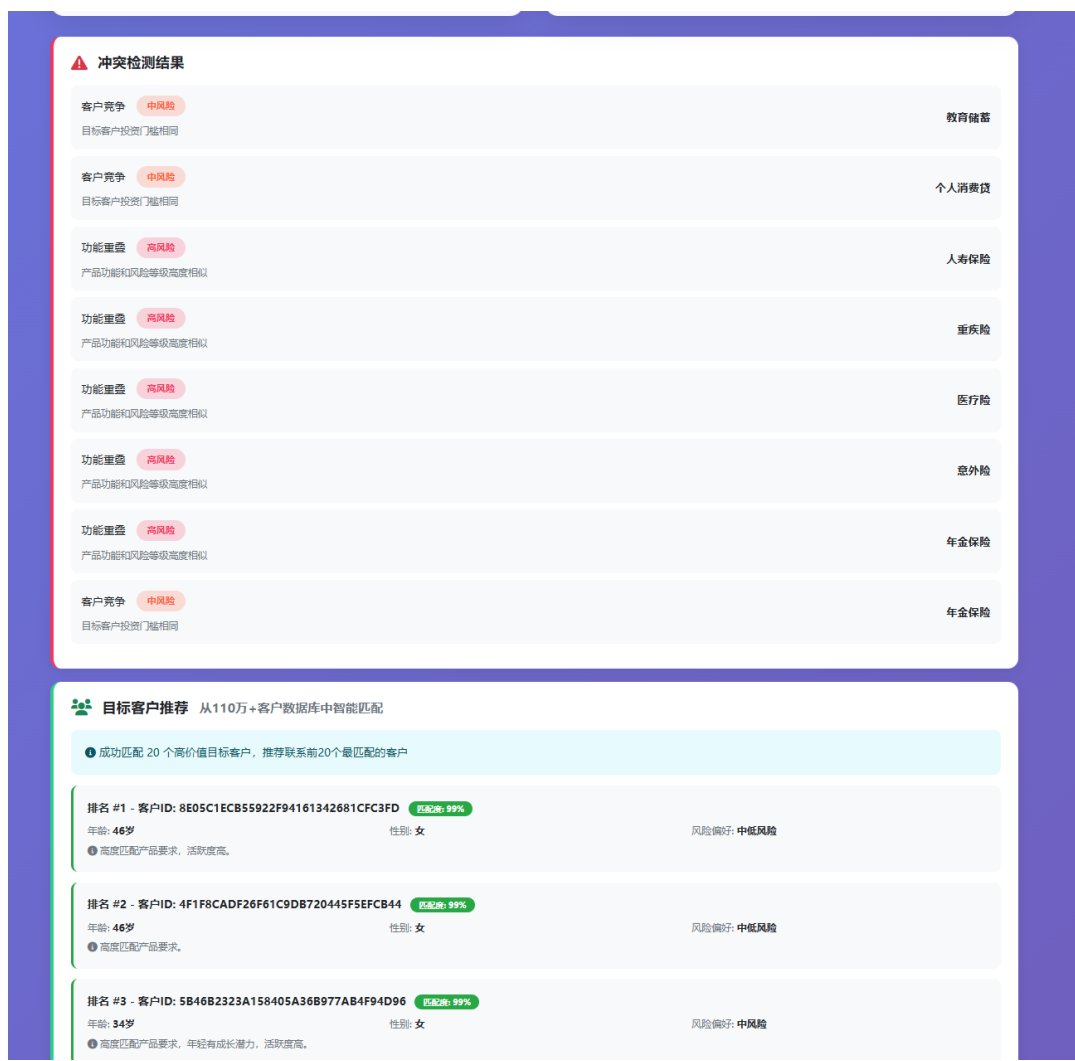 冲突检测结果
客户竞争 中风险
目标客户投资门槛相同
教育储蓄
客户竞争 中风险
目标客户投资门槛相同
个人消费贷
功能重叠 高风险
产品功能和风险等级高度相似
人寿保险
功能重叠 高风险
产品功能和风险等级高度相似
重疾险
功能重叠 高风险
产品功能和风险等级高度相似
医疗险
功能重叠 高风险
产品功能和风险等级高度相似
意外险
功能重叠 高风险
产品功能和风险等级高度相似
年金保险
客户竞争 中风险
目标客户投资门槛相同
年金保险
目标客户推荐 从110万+客户数据库中智能匹配
成功匹配 20 个高价值目标客户，推荐联系前20个最匹配的客户
排名 #1 - 客户ID: 8E05C1ECB55922F94161342681CFC3FD 匹配度: 99%
年龄: 46岁 性别: 女 风险偏好: 中低风险
高度匹配产品要求，活跃度高。
排名 #2 - 客户ID: 4F1F8CADF26F61C9DB720445F5EFCB44 匹配度: 99%
年龄: 46岁 性别: 女 风险偏好: 中低风险
高度匹配产品要求。
排名 #3 - 客户ID: 5B46B2323A158405A36B977AB4F94D96 匹配度: 99%
年龄: 34岁 性别: 女 风险偏好: 中风险
高度匹配产品要求，年轻有成长潜力，活跃度高。